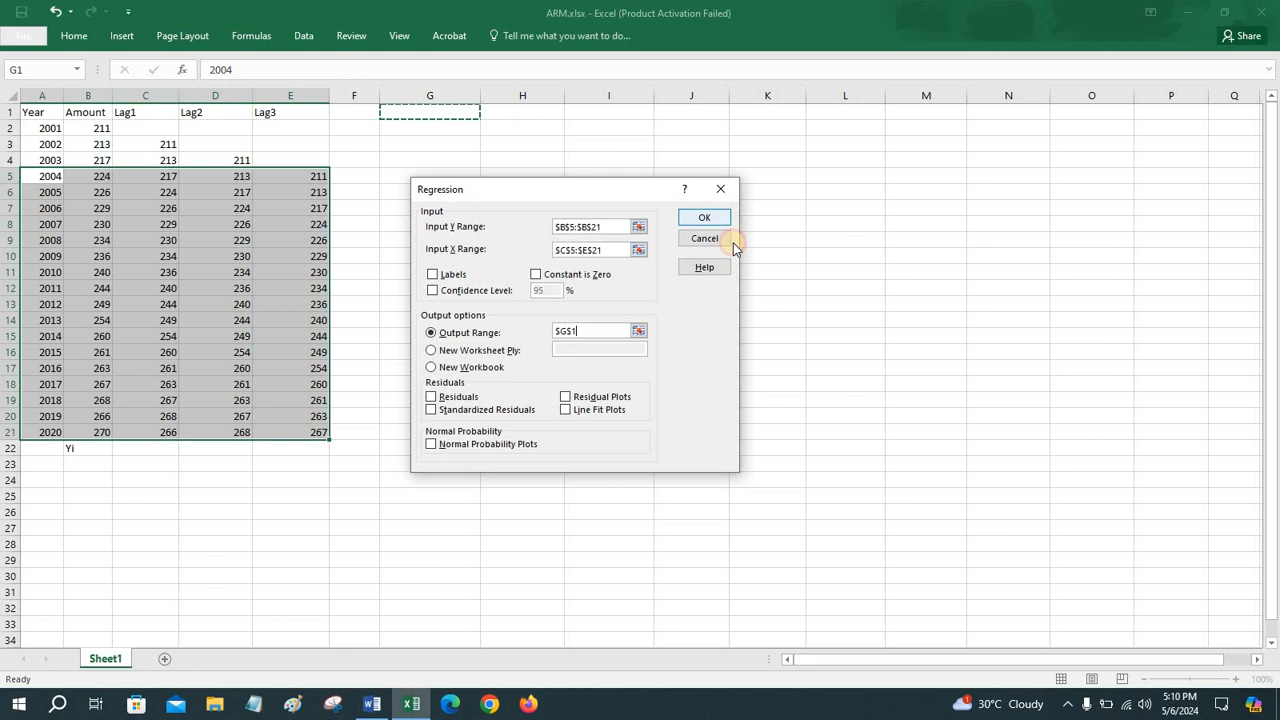 ARM.xlsx - Excel (Product Activation Failed)
Home Insert Page Layout Formulas Data Review View Acrobat Tell me what you want to do... Share
G1 fx 2004
A B C D E F G H I J K L M N O P Q
1 Year Amount Lag1 Lag2 Lag3
2 2001 211
3 2002 213 211
4 2003 217 213 211
5 2004 224 217 213 211
6 2005 226 224 217 213
7 2006 229 226 224 217
8 2007 230 229 226 224
9 2008 234 230 229 226
10 2009 236 234 230 229
11 2010 240 236 234 230
12 2011 244 240 236 234
13 2012 249 244 240 236
14 2013 254 249 244 240
15 2014 260 254 249 244
16 2015 261 260 254 249
17 2016 263 261 260 254
18 2017 267 263 261 260
19 2018 268 267 263 261
20 2019 266 268 267 263
21 2020 270 266 268 267
22 Yi
23
24
25
26
27
28
29
30
31
32
33
34
Regression ?
Input
Input Y Range: $B$5:$B$21
Input X Range: $C$5:$E$21
Labels Constant is Zero
Confidence Level: 95 %
Output options
Output Range: $G$1
New Worksheet Ply:
New Workbook
Residuals
Residuals Residual Plots
Standardized Residuals Line Fit Plots
Normal Probability
Normal Probability Plots
OK
Cancel
Help
Sheet1
Ready 100%
30°C Cloudy 5:10 PM
5/6/2024